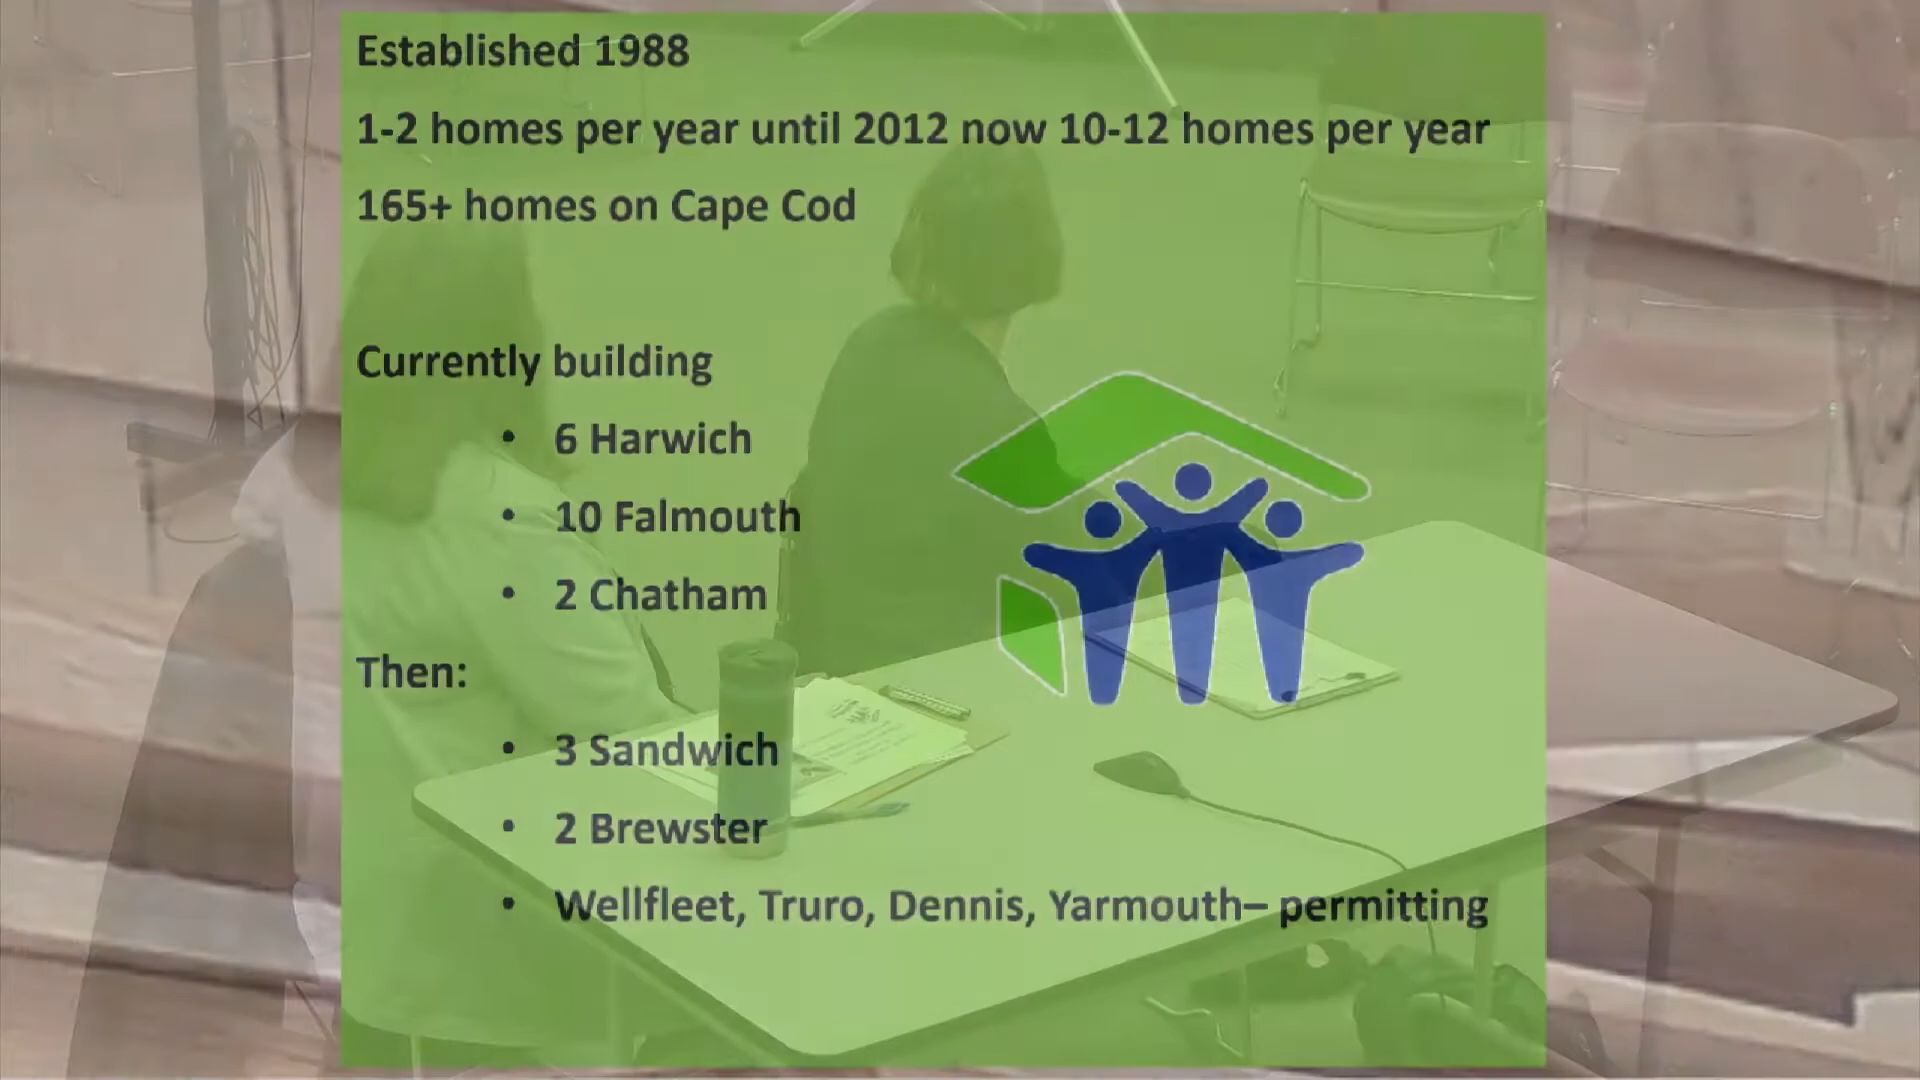 Established 1988
1-2 homes per year until 2012 now 10-12 homes per year
165+ homes on Cape Cod
Currently building
• 6 Harwich
• 10 Falmouth
• 2 Chatham
Then:
• 3 Sandwich
• 2 Brewster
• Wellfleet, Truro, Dennis, Yarmouth– permitting